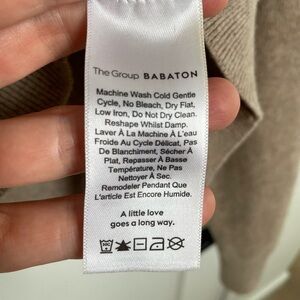 The Group BABATON
Machine Wash Cold Gentle
Cycle, No Bleach, Dry Flat,
Low Iron, Do Not Dry Clean.
Reshape Whilst Damp.
Laver À La Machine À L'eau
Froide Au Cycle Délicat, Pas
De Blanchiment, Sécher À
Plat, Repasser À Basse
Température, Ne Pas
Nettoyer À Sec.
Remodeler Pendant Que
L'article Est Encore Humide.
A little love
goes a long way.